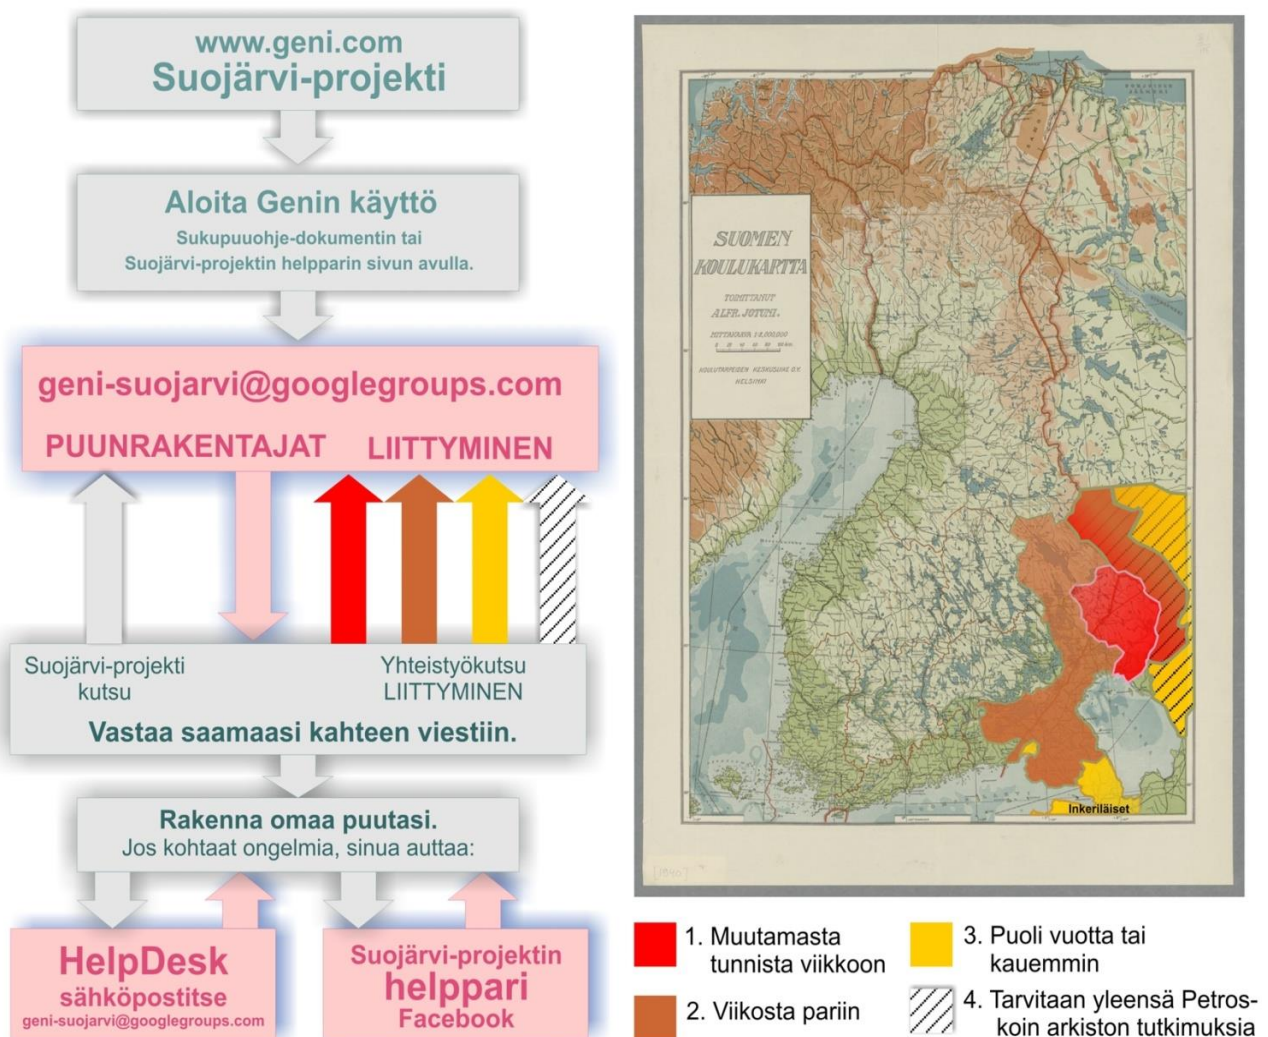 www.geni.com
Suojärvi-projekti
Aloita Genin käyttö
Sukupuuohje-dokumentin tai
Suojärvi-projektin helpparin sivun avulla.
geni-suojarvi@googlegroups.com
PUUNRAKENTAJAT LIITTYMINEN
Suojärvi-projekti
kutsu
Yhteistyökutsu
LIITTYMINEN
Vastaa saamaasi kahteen viestiin.
Rakenna omaa puutasi.
Jos kohtaat ongelmia, sinua auttaa:
HelpDesk
sähköpostitse
geni-suojarvi@googlegroups.com
Suojärvi-projektin
helppari
Facebook
SUOMEN
KOULUKARTTA
TOIMITTANUT
ALFR. JOTUNI.
HELSINKI
Inkeriläiset
1. Muutamasta
tunnista viikkoon
2. Viikosta pariin
3. Puoli vuotta tai
kauemmin
4. Tarvitaan yleensä Petros-
koin arkiston tutkimuksia